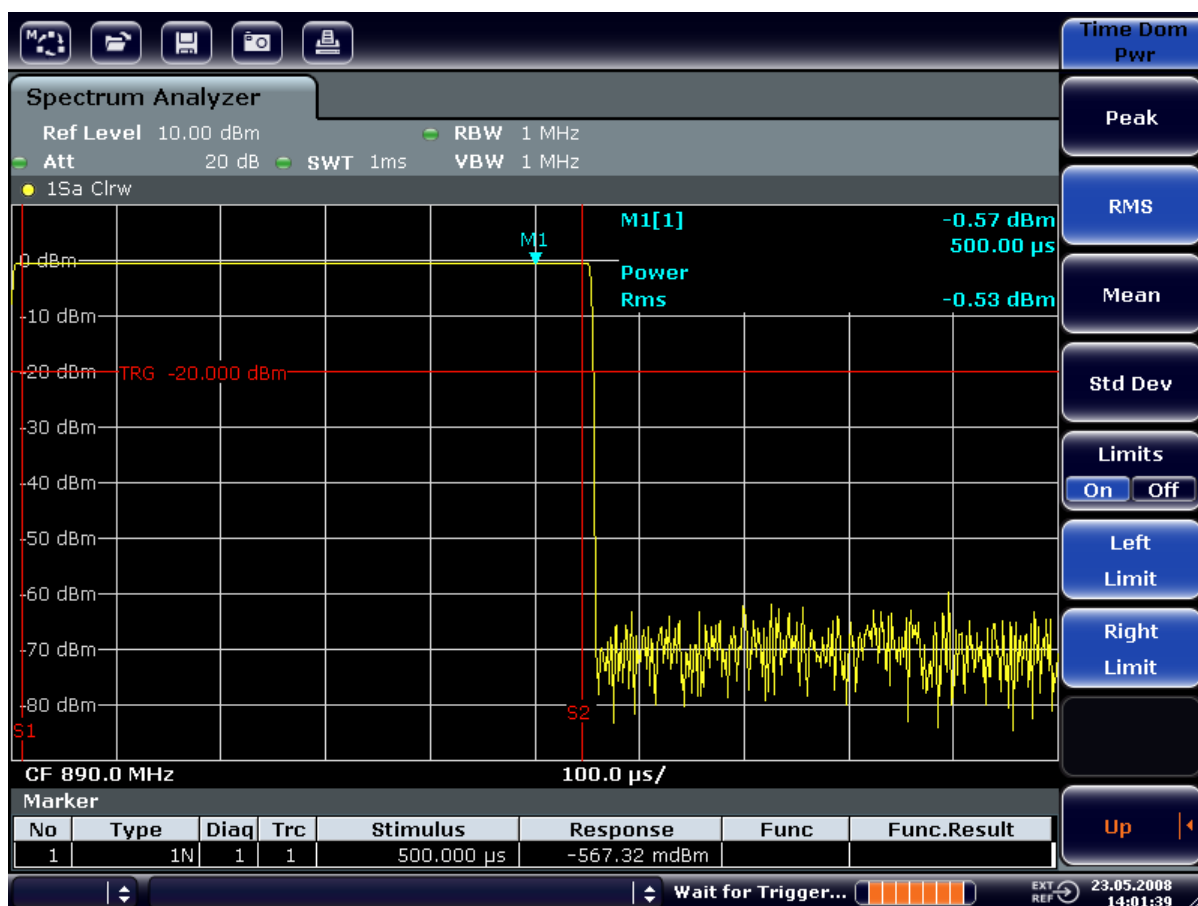 Time Dom
Pwr
Spectrum Analyzer
Ref Level 10.00 dBm RBW 1 MHz
Att 20 dB SWT 1ms VBW 1 MHz
1Sa Clrw
Peak
RMS
Mean
Std Dev
Limits
On Off
Left
Limit
Right
Limit
Up
M1[1] -0.57 dBm
500.00 µs
M1
Power
Rms -0.53 dBm
0 dBm
-10 dBm
-20 dBm TRG -20.000 dBm
-30 dBm
-40 dBm
-50 dBm
-60 dBm
-70 dBm
-80 dBm
S1
S2
CF 890.0 MHz 100.0 µs/
Marker
No Type Diag Trc Stimulus Response Func Func.Result
1 1N 1 1 500.000 µs -567.32 mdBm
Wait for Trigger... EXT REF 23.05.2008
14:01:39